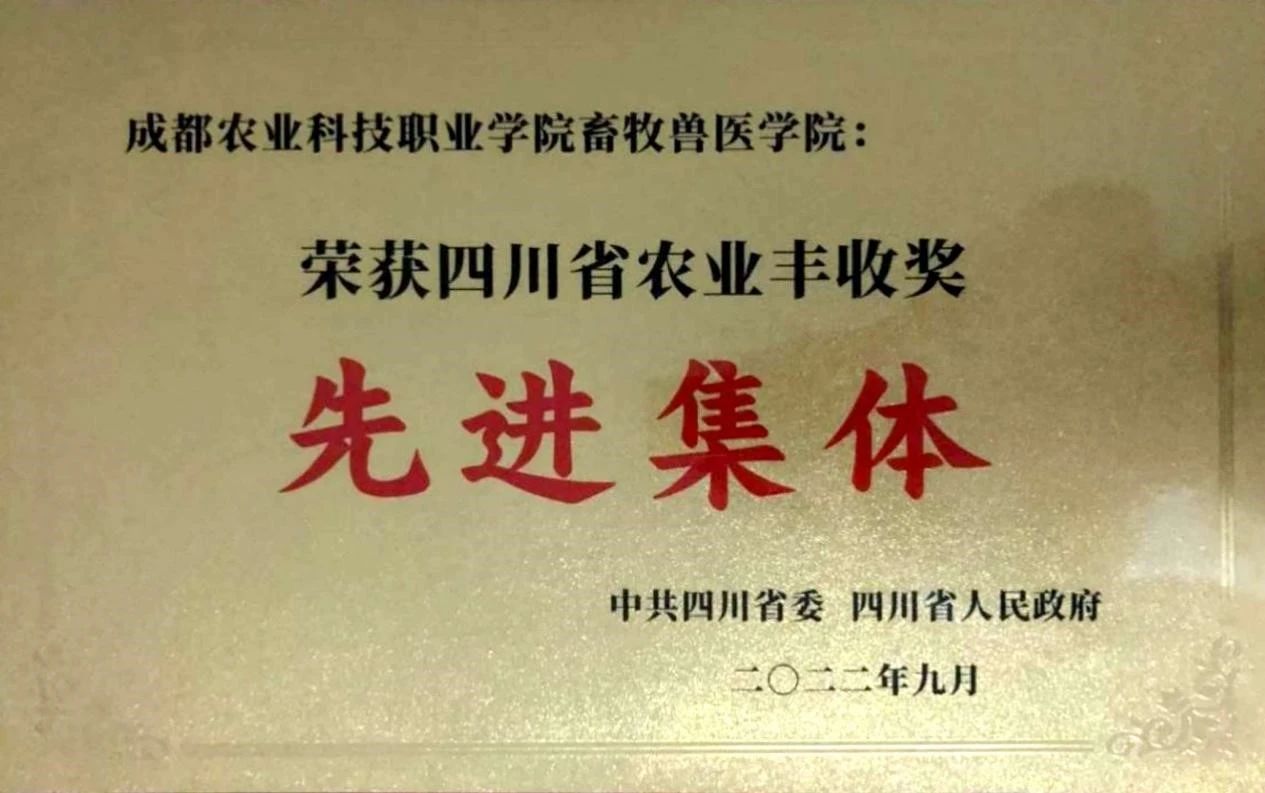 成都农业科技职业学院畜牧兽医学院：
荣获四川省农业丰收奖
先进集体
中共四川省委 四川省人民政府
二〇二二年九月